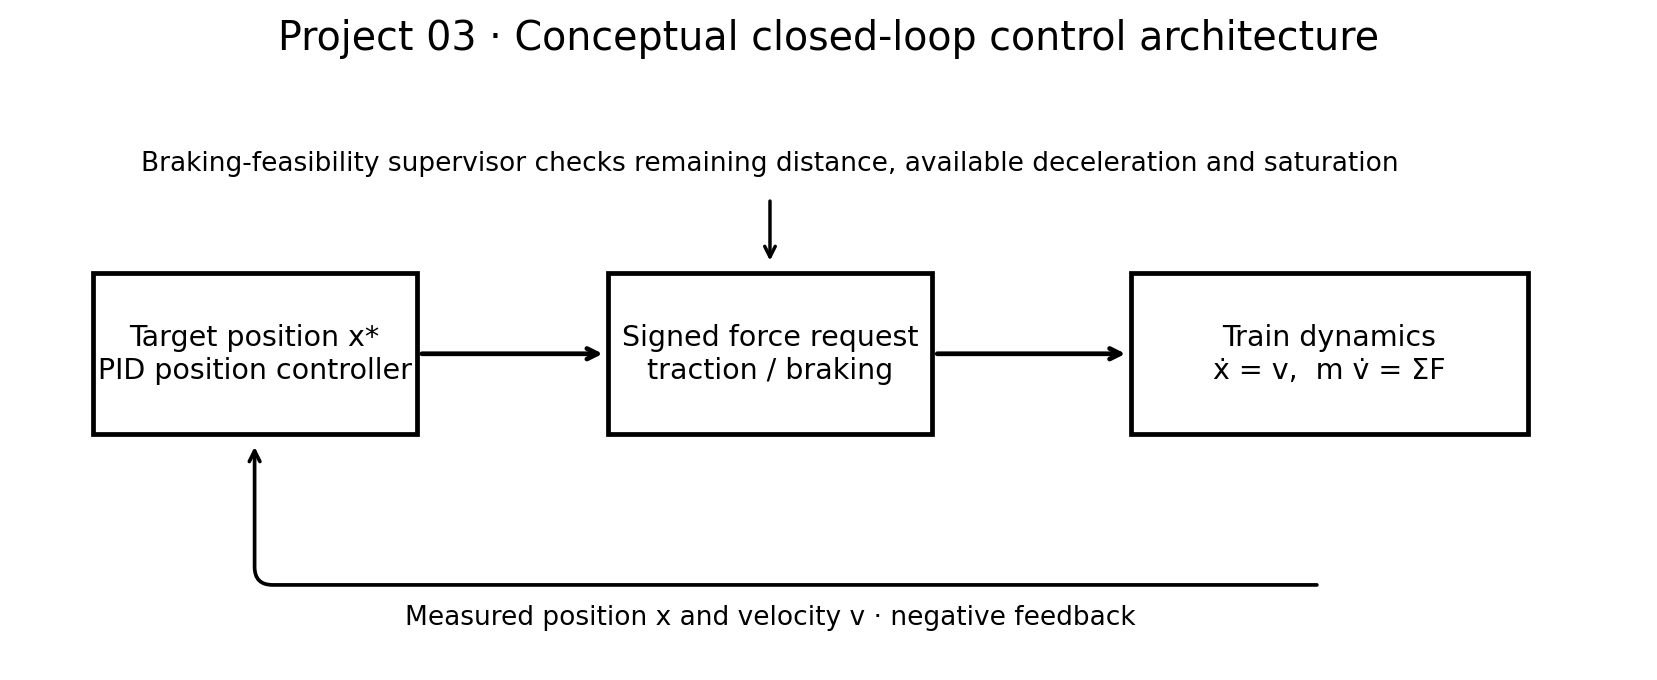 Project 03 · Conceptual closed-loop control architecture
Braking-feasibility supervisor checks remaining distance, available deceleration and saturation
Target position x*
PID position controller
Signed force request
traction / braking
Train dynamics
ẋ = v,  m v̇ = ΣF
Measured position x and velocity v · negative feedback